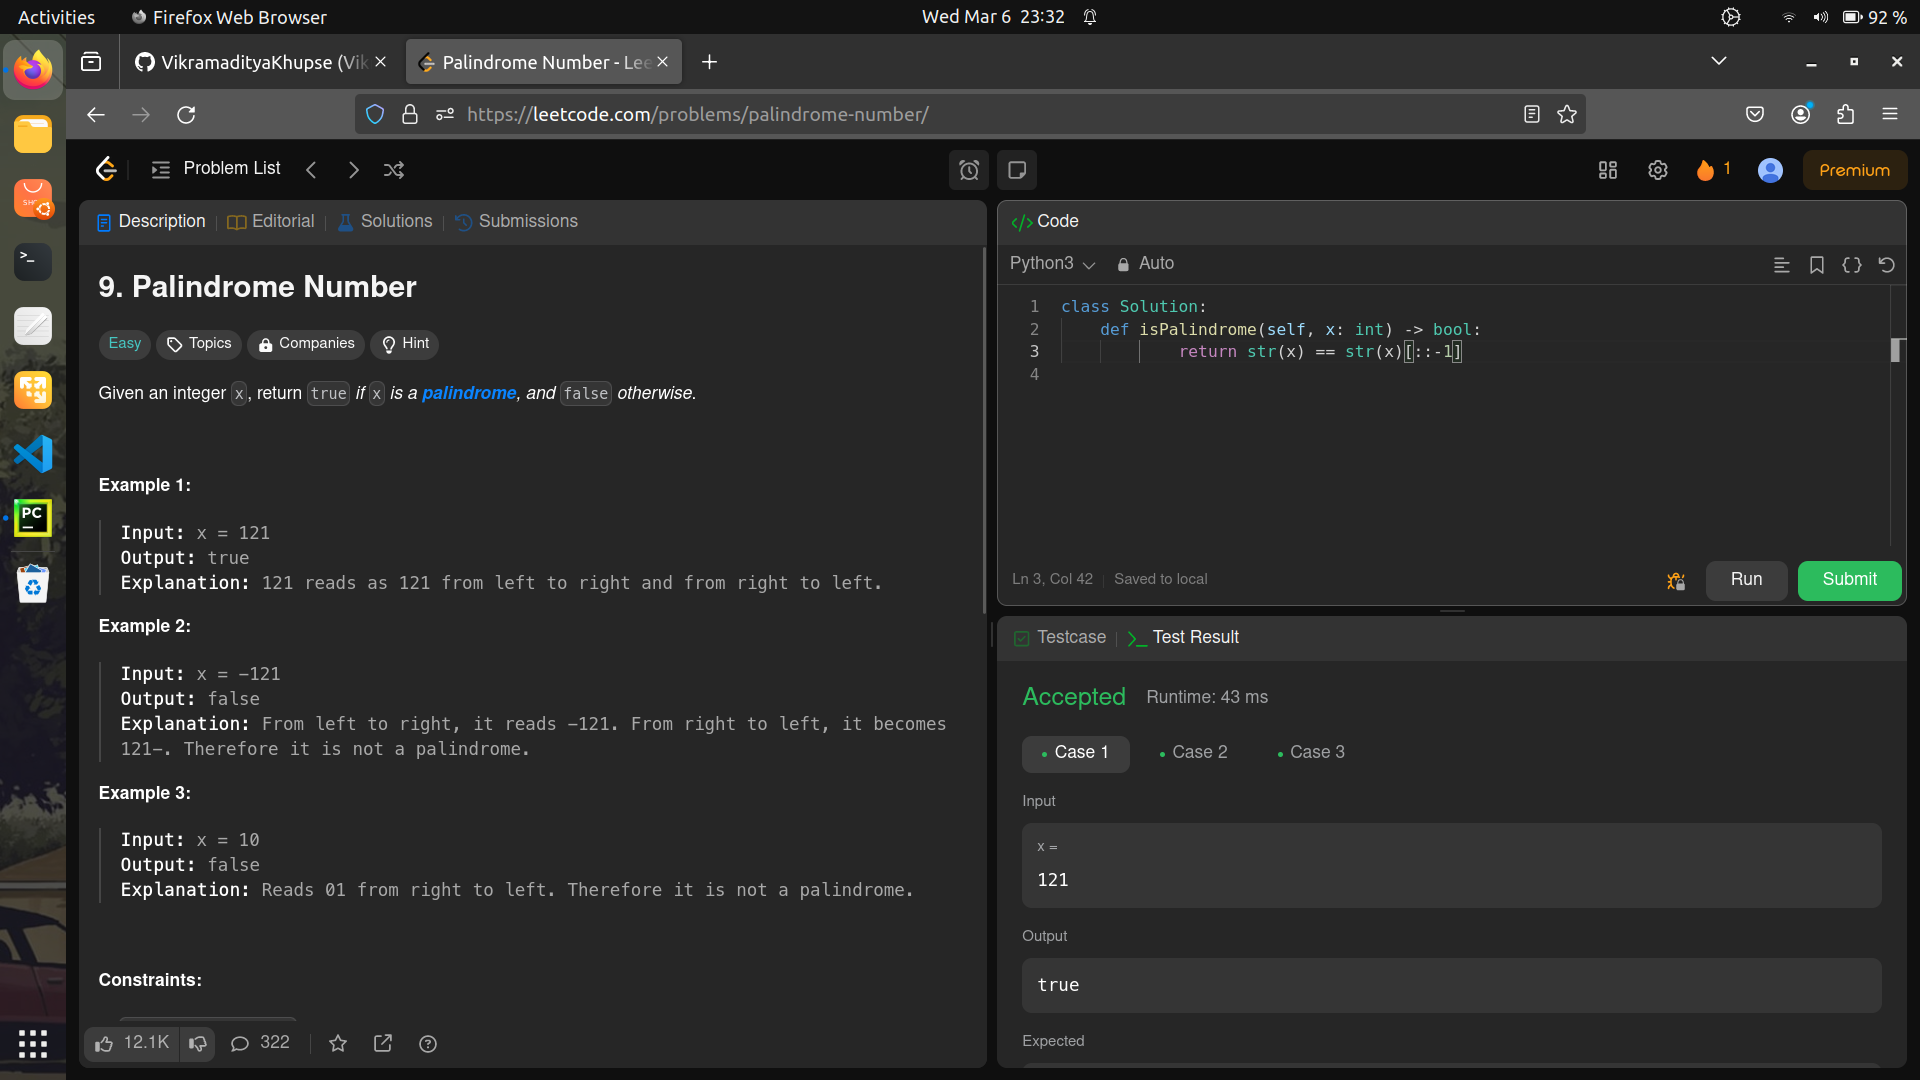 Activities
Firefox Web Browser
Wed Mar 6 23:32
92 %
VikramadityaKhupse (Vik
Palindrome Number - Lee
https://leetcode.com/problems/palindrome-number/
Problem List
1
Premium
Description
Editorial
Solutions
Submissions
9. Palindrome Number
Easy
Topics
Companies
Hint
Given an integer x, return true if x is a palindrome, and false otherwise.
Example 1:
Input: x = 121
Output: true
Explanation: 121 reads as 121 from left to right and from right to left.
Example 2:
Input: x = -121
Output: false
Explanation: From left to right, it reads -121. From right to left, it becomes
121-. Therefore it is not a palindrome.
Example 3:
Input: x = 10
Output: false
Explanation: Reads 01 from right to left. Therefore it is not a palindrome.
Constraints:
12.1K
322
</> Code
Python3
Auto
1 class Solution:
2 def isPalindrome(self, x: int) -> bool:
3 return str(x) == str(x)[::-1]
4
Ln 3, Col 42
Saved to local
Run
Submit
Testcase
>_ Test Result
Accepted
Runtime: 43 ms
Case 1
Case 2
Case 3
Input
x =
121
Output
true
Expected
PC
>_